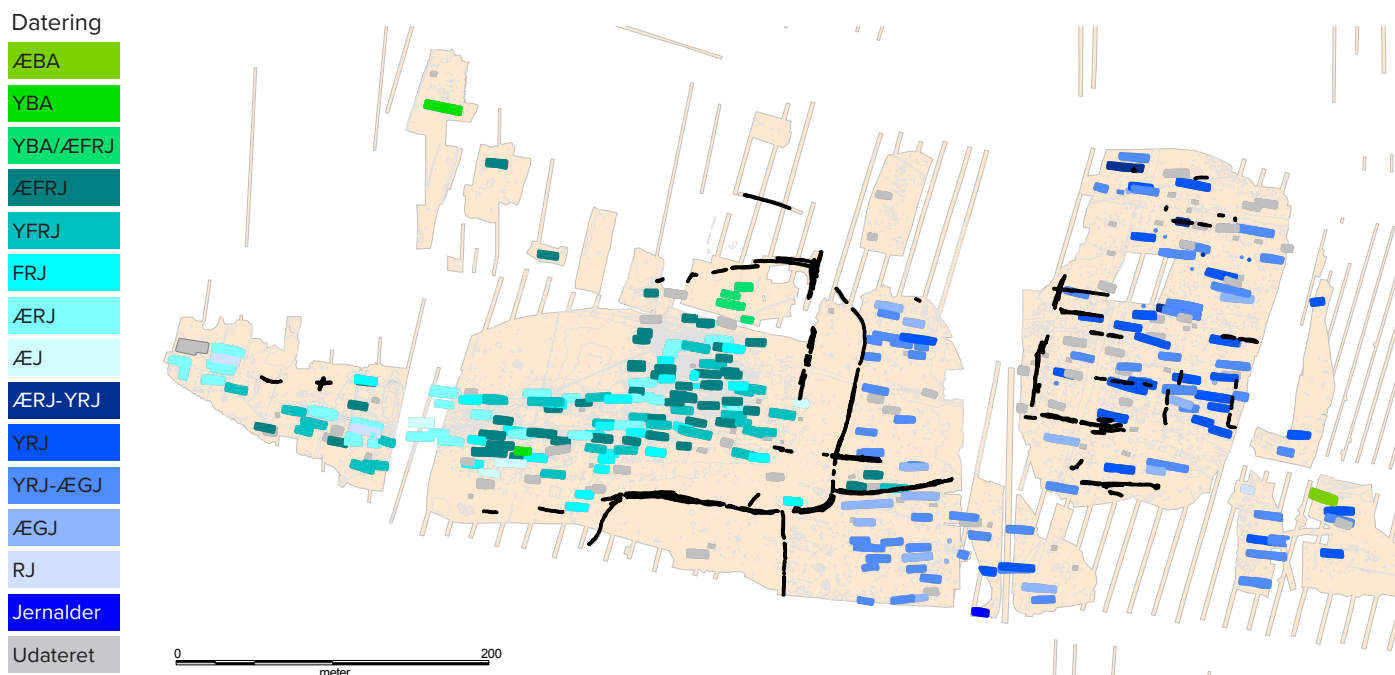 Datering
ÆBA
YBA
YBA/ÆFRJ
ÆFRJ
YFRJ
FRJ
ÆRJ
ÆJ
ÆRJ-YRJ
YRJ
YRJ-ÆGJ
ÆGJ
RJ
Jernalder
Udateret
0 200
meter